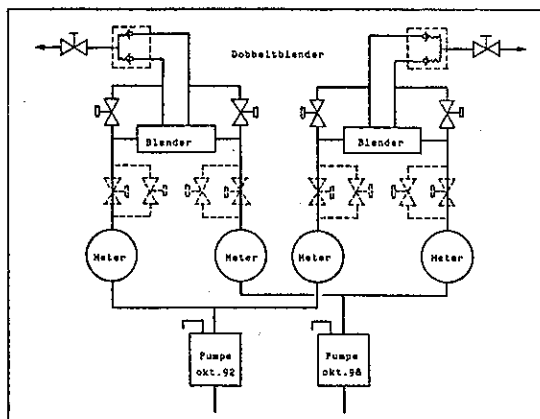 Dobbeltblender
Blender
Blender
Meter
Meter
Meter
Meter
Pumpe
okt.92
Pumpe
okt.98